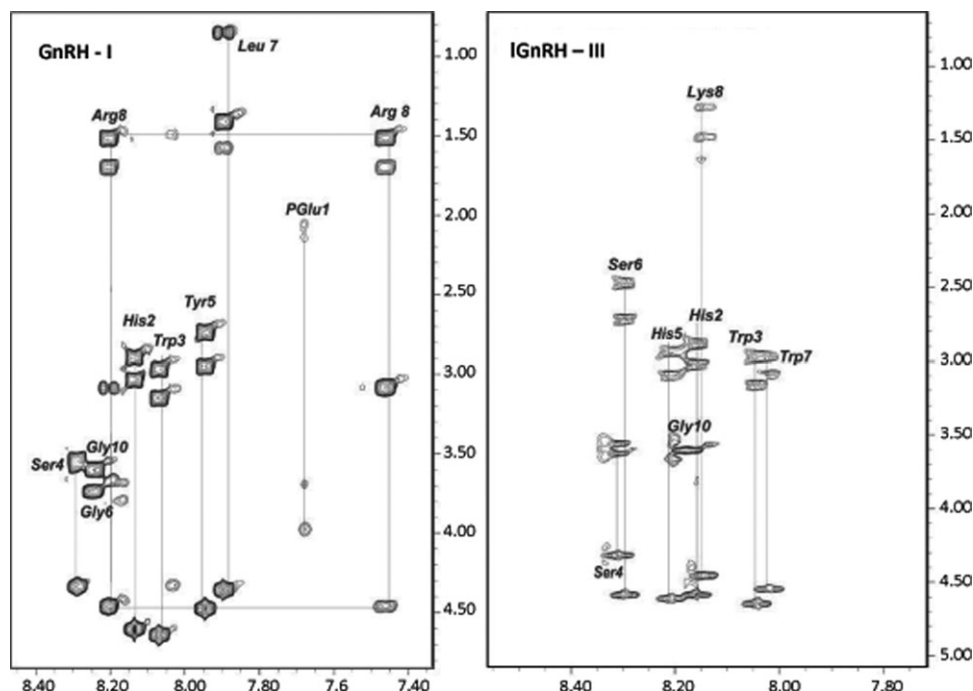 GnRH - I
Leu 7
Arg8
Arg 8
PGlu1
Tyr5
His2
Trp3
Gly10
Ser4
Gly6
1.00
1.50
2.00
2.50
3.00
3.50
4.00
4.50
8.40
8.20
8.00
7.80
7.60
7.40
lGnRH – III
Lys8
Ser6
His2
His5
Trp3
Trp7
Gly10
Ser4
1.00
1.50
2.00
2.50
3.00
3.50
4.00
4.50
5.00
8.40
8.20
8.00
7.80